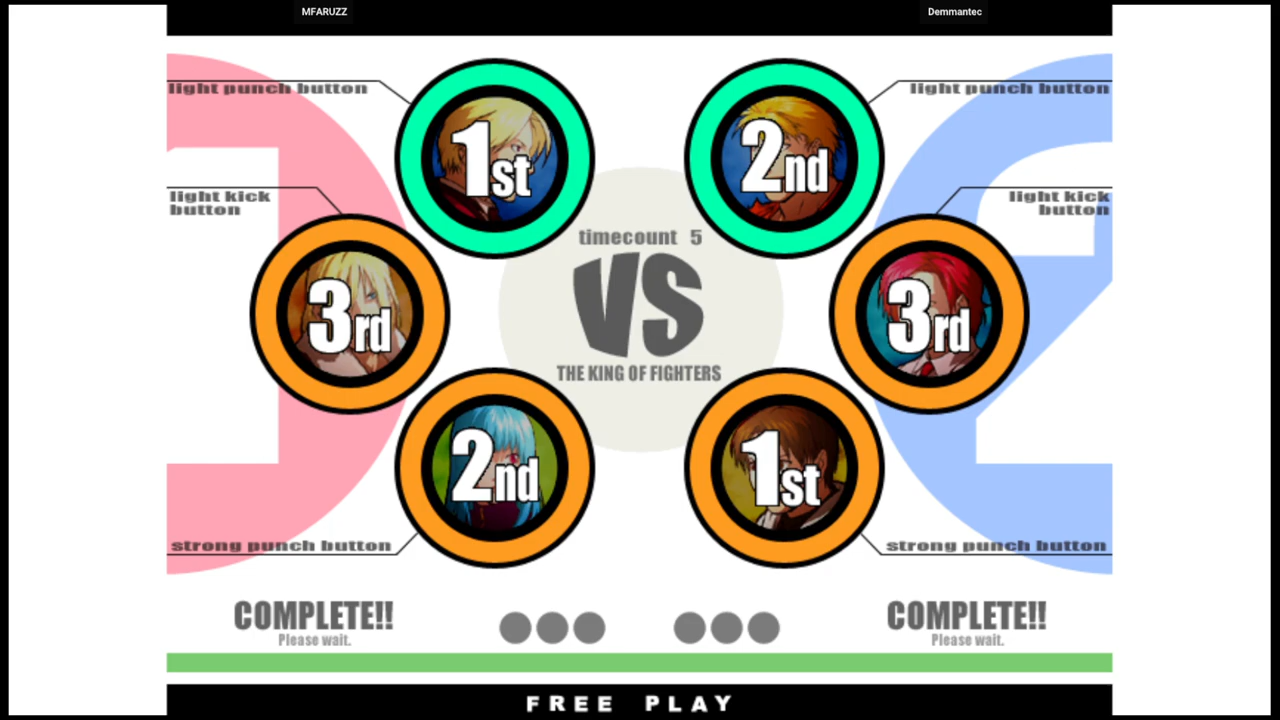 MFARUZZ
Demmantec
light punch button
light punch button
1st
2nd
light kick
button
light kick
button
timecount 5
VS
THE KING OF FIGHTERS
3rd
3rd
2nd
1st
strong punch button
strong punch button
COMPLETE!!
Please wait.
COMPLETE!!
Please wait.
FREE PLAY